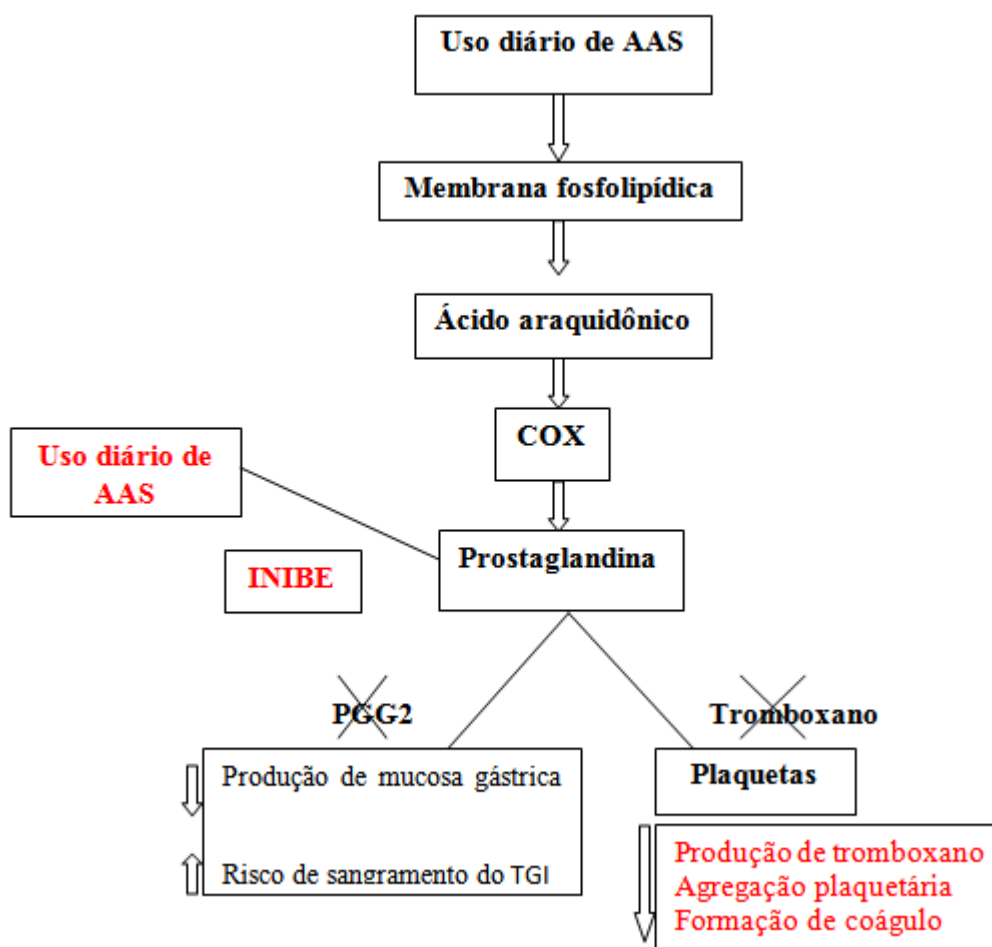 Uso diário de AAS
Membrana fosfolipídica
Ácido araquidônico
COX
Uso diário de
AAS
INIBE
Prostaglandina
PGG2
Tromboxano
Produção de mucosa gástrica
Risco de sangramento do TGI
Plaquetas
Produção de tromboxano
Agregação plaquetária
Formação de coágulo